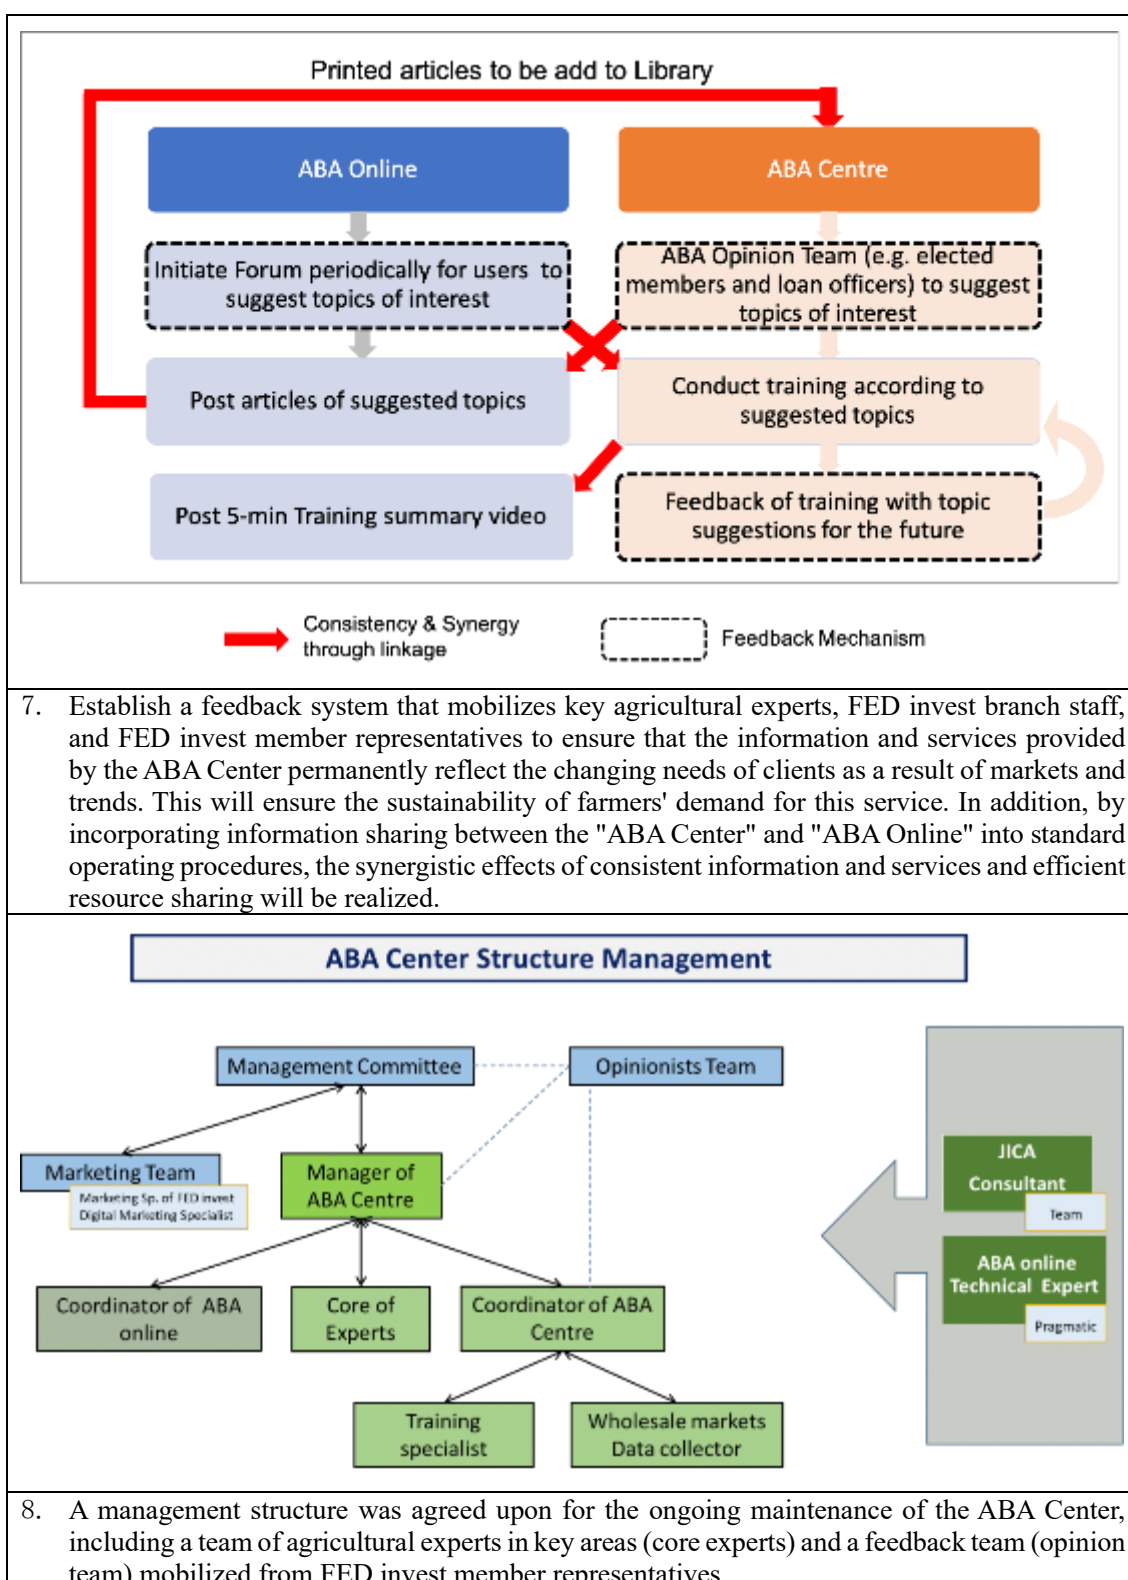 Printed articles to be add to Library
ABA Online
ABA Centre
Initiate Forum periodically for users to
suggest topics of interest
ABA Opinion Team (e.g. elected
members and loan officers) to suggest
topics of interest
Post articles of suggested topics
Conduct training according to
suggested topics
Post 5-min Training summary video
Feedback of training with topic
suggestions for the future
Consistency & Synergy
through linkage
Feedback Mechanism
7. Establish a feedback system that mobilizes key agricultural experts, FED invest branch staff,
and FED invest member representatives to ensure that the information and services provided
by the ABA Center permanently reflect the changing needs of clients as a result of markets and
trends. This will ensure the sustainability of farmers' demand for this service. In addition, by
incorporating information sharing between the "ABA Center" and "ABA Online" into standard
operating procedures, the synergistic effects of consistent information and services and efficient
resource sharing will be realized.
ABA Center Structure Management
Management Committee
Opinionists Team
Marketing Team
Marketing Sp. of FED invest
Digital Marketing Specialist
Manager of
ABA Centre
JICA
Consultant
Team
ABA online
Technical Expert
Pragmatic
Coordinator of ABA
online
Core of
Experts
Coordinator of ABA
Centre
Training
specialist
Wholesale markets
Data collector
8. A management structure was agreed upon for the ongoing maintenance of the ABA Center,
including a team of agricultural experts in key areas (core experts) and a feedback team (opinion
team) mobilized from FED invest member representatives